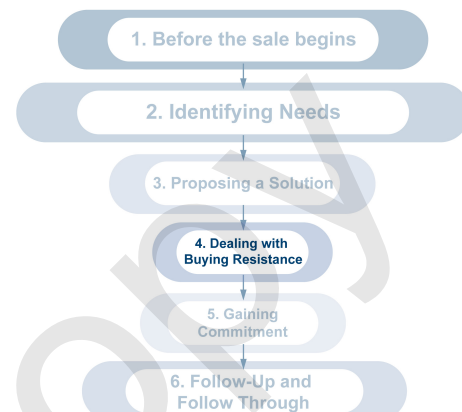 1. Before the sale begins
2. Identifying Needs
3. Proposing a Solution
4. Dealing with
Buying Resistance
5. Gaining
Commitment
6. Follow-Up and
Follow Through
opy